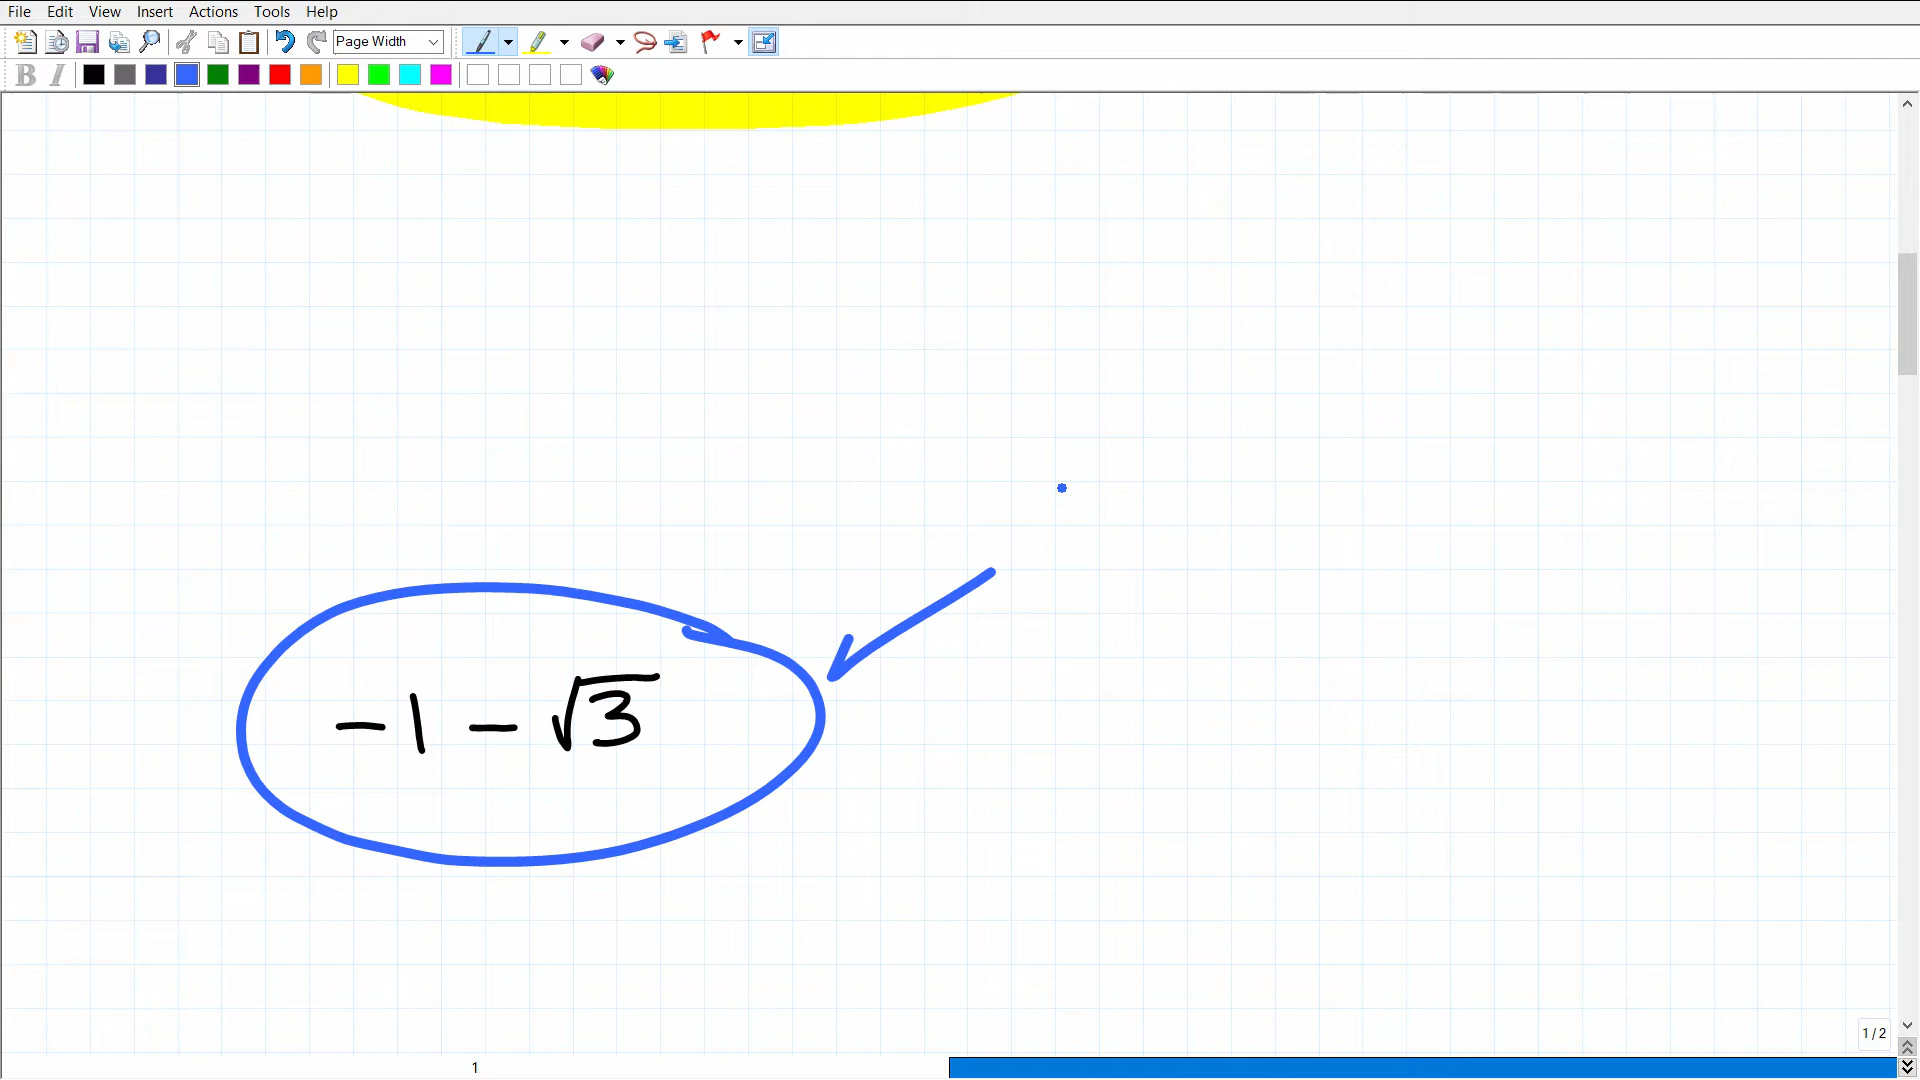 File Edit View Insert Actions Tools Help
Page Width
B I
-1 - √3
1 / 2
1